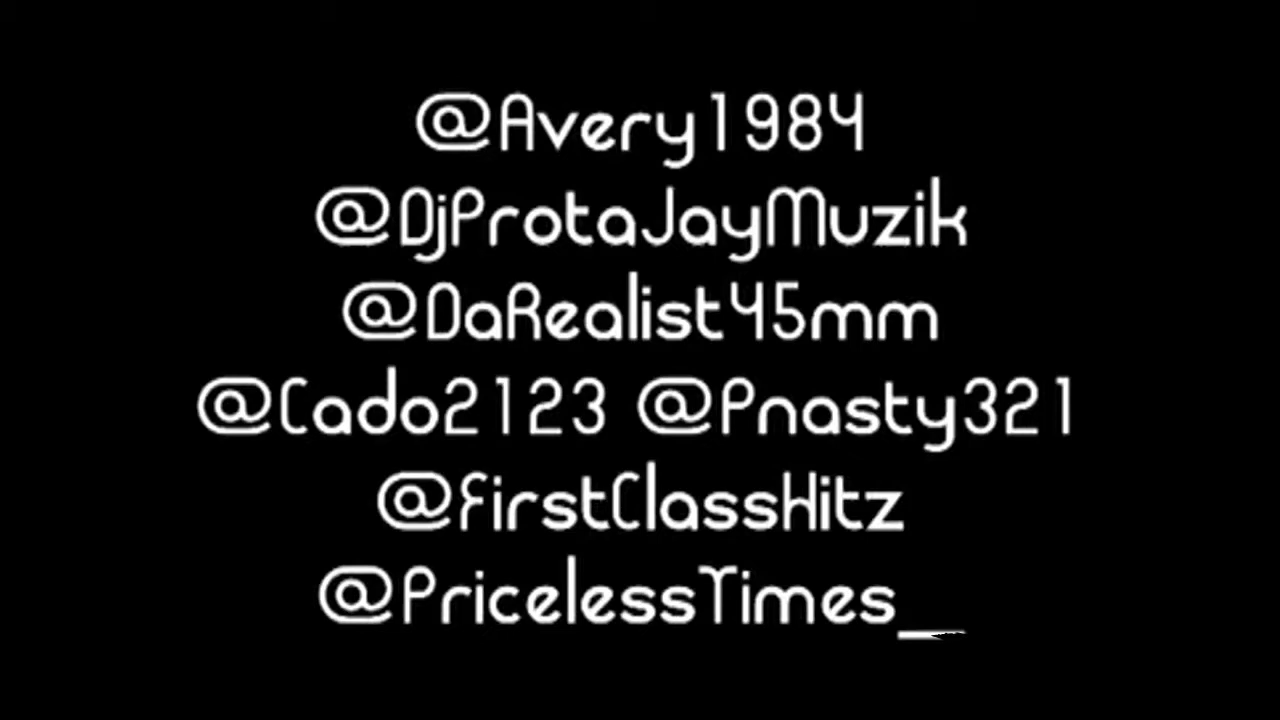 @Avery1984
@DjProtaJayMuzik
@DaRealist45mm
@Cado2123 @Pnasty321
@FirstClassHitz
@PricelessTimes_